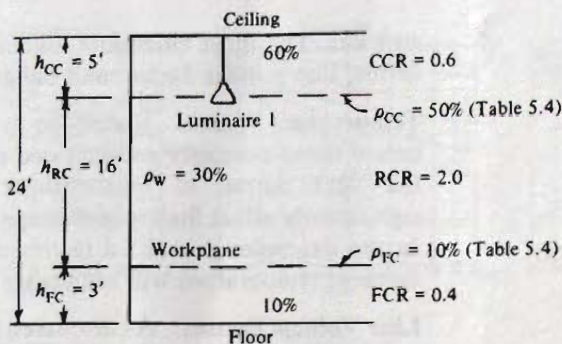 Ceiling
h_CC = 5'
60%
CCR = 0.6
Luminaire 1
ρ_CC = 50% (Table 5.4)
24'
h_RC = 16'
ρ_W = 30%
RCR = 2.0
Workplane
ρ_FC = 10% (Table 5.4)
h_FC = 3'
10%
FCR = 0.4
Floor